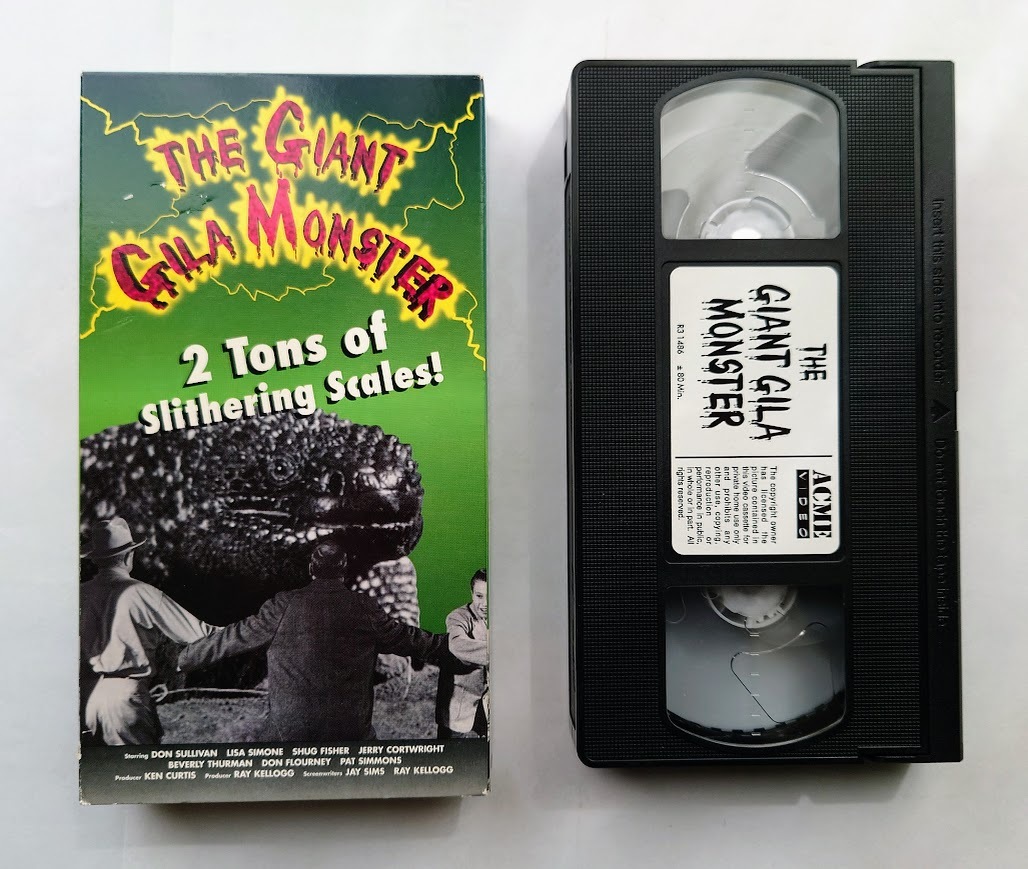 THE GIANT
GILA MONSTER
2 Tons of
Slithering Scales!
Starring DON SULLIVAN LISA SIMONE SHUG FISHER JERRY CORTWRIGHT
BEVERLY THURMAN DON FLOURNEY PAT SIMMONS
Producer KEN CURTIS Producer RAY KELLOGG Screenwriters JAY SIMS RAY KELLOGG
THE
GIANT GILA
MONSTER
R3 1486 ± 80 Min.
ACME
VIDEO
The copyright owner
has licensed the
picture contained in
this video cassette for
private home use only
and prohibits any
other use, copying,
reproduction or
performance in public,
in whole or in part. All
rights reserved.
Insert this side into recorder
Do not touch the tape inside